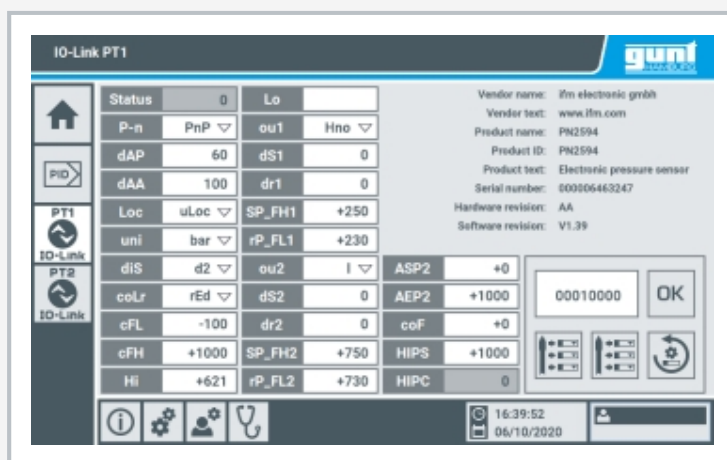 IO-Link PT1
gunt
HAMBURG
Status 0 Lo
P-n PnP ou1 Hno
dAP 60 dS1 0
dAA 100 dr1 0
Loc uLoc SP_FH1 +250
uni bar rP_FL1 +230
diS d2 ou2 I ASP2 +0
coLr rEd dS2 0 AEP2 +1000
cFL -100 dr2 0 coF +0
cFH +1000 SP_FH2 +750 HIPS +1000
Hi +621 rP_FL2 +730 HIPC 0
Vendor name: ifm electronic gmbh
Vendor text: www.ifm.com
Product name: PN2594
Product ID: PN2594
Product text: Electronic pressure sensor
Serial number: 000006463247
Hardware revision: AA
Software revision: V1.39
PID
PT1
IO-Link
PT2
IO-Link
00010000 OK
16:39:52
06/10/2020